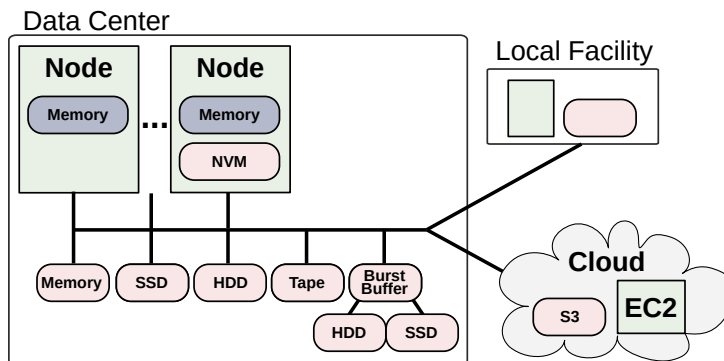 Data Center
Node
Memory
...
Node
Memory
NVM
Local Facility
Memory
SSD
HDD
Tape
Burst
Buffer
HDD
SSD
Cloud
S3
EC2